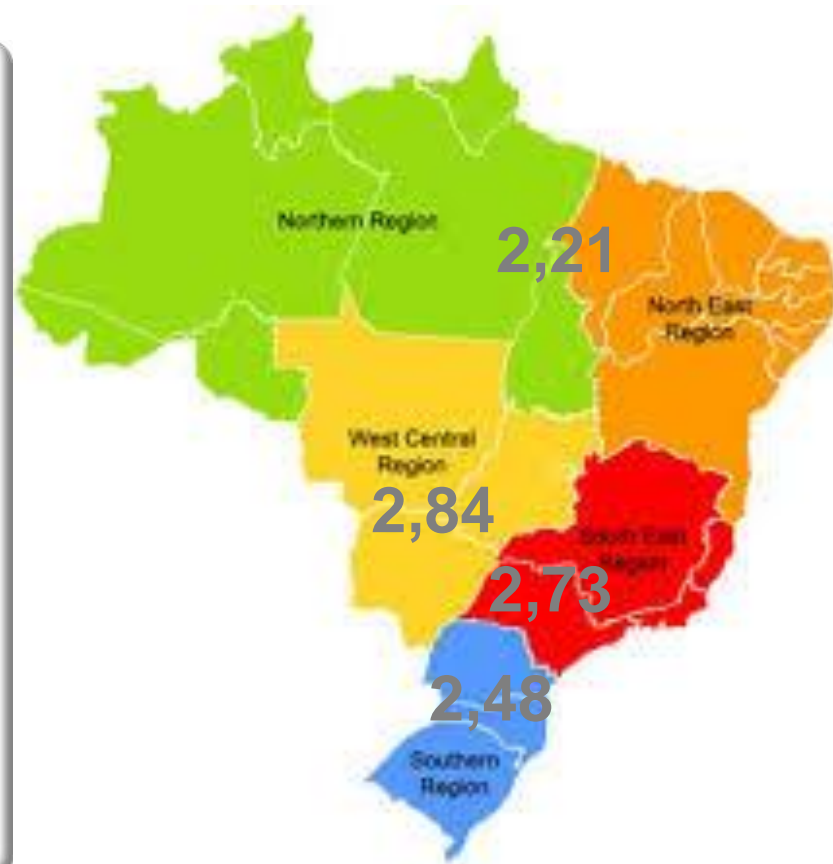 Northern Region
2,21
North East
Region
West Central
Region
2,84
South East
Region
2,73
2,48
Southern
Region